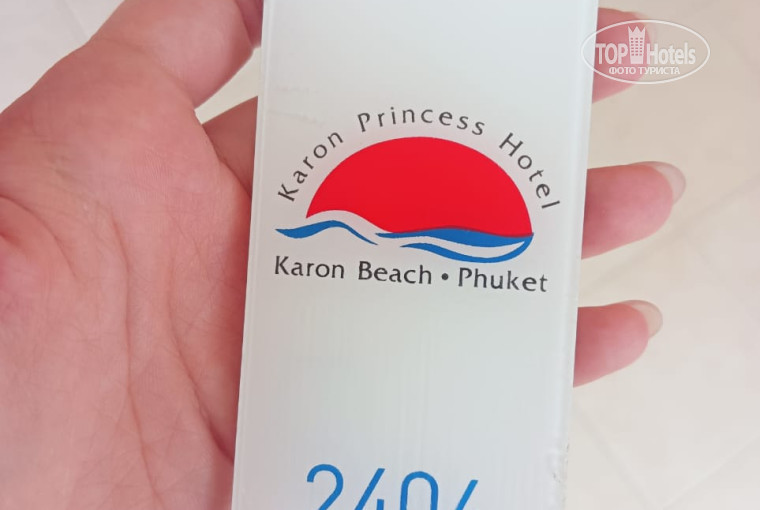 TOP Hotels
ФОТО ТУРИСТА
Karon Princess Hotel
Karon Beach • Phuket